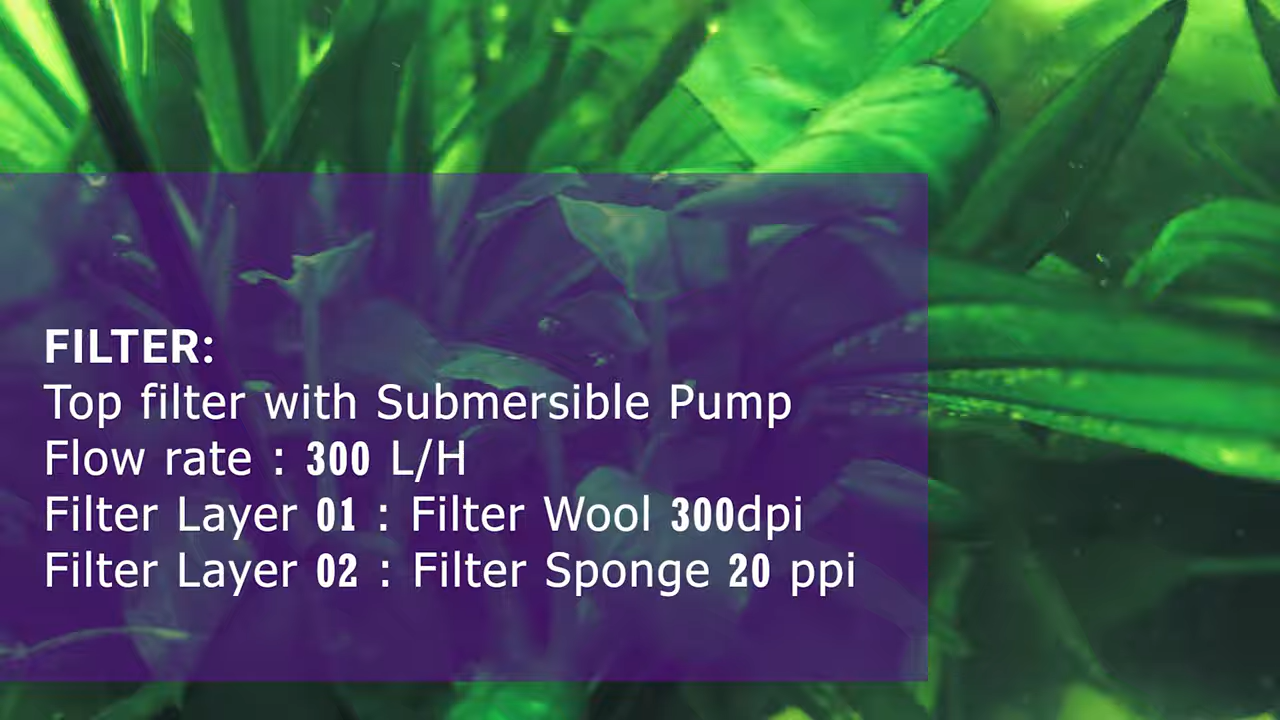 FILTER:
Top filter with Submersible Pump
Flow rate : 300 L/H
Filter Layer 01 : Filter Wool 300dpi
Filter Layer 02 : Filter Sponge 20 ppi